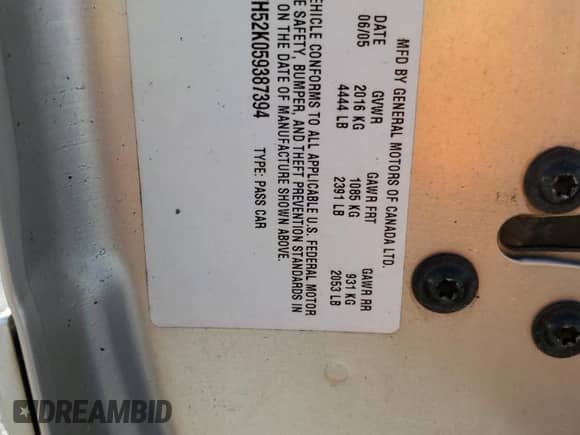 MFD BY GENERAL MOTORS OF CANADA LTD.
DATE GVWR GAWR FRT GAWR RR
06/05 2016 KG 1085 KG 931 KG
4444 LB 2391 LB 2053 LB
VEHICLE CONFORMS TO ALL APPLICABLE U.S. FEDERAL MOTOR
E SAFETY, BUMPER, AND THEFT PREVENTION STANDARDS IN
ON THE DATE OF MANUFACTURE SHOWN ABOVE.
H52K059387394 TYPE: PASS CAR
DREAMBID